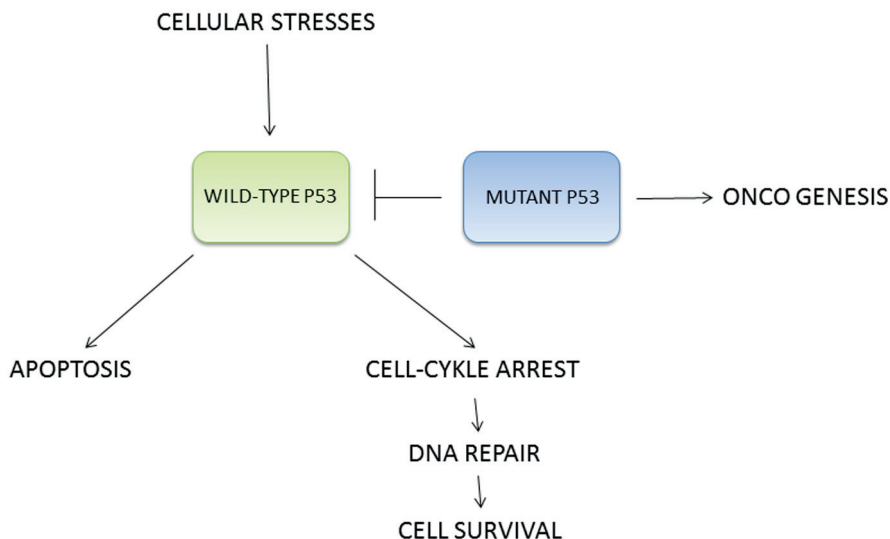 CELLULAR STRESSES
WILD-TYPE P53
MUTANT P53
ONCO GENESIS
APOPTOSIS
CELL-CYKLE ARREST
DNA REPAIR
CELL SURVIVAL